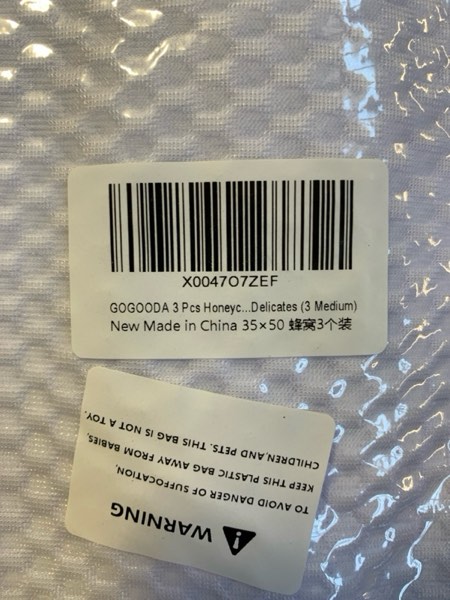 X0047O7ZEF
GOGOODA 3 Pcs Honeyc...Delicates (3 Medium)
New Made in China 35×50 蜂窝3个装
WARNING
TO AVOID DANGER OF SUFFOCATION,
KEEP THIS PLASTIC BAG AWAY FROM BABIES,
CHILDREN,AND PETS. THIS BAG IS NOT A TOY.